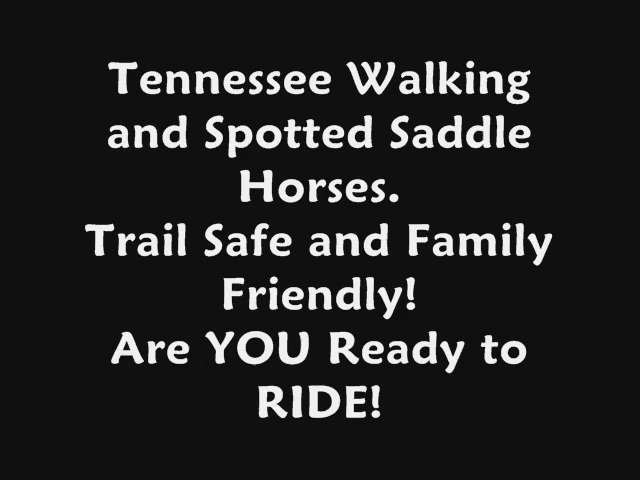 Tennessee Walking
and Spotted Saddle
Horses.
Trail Safe and Family
Friendly!
Are YOU Ready to
RIDE!